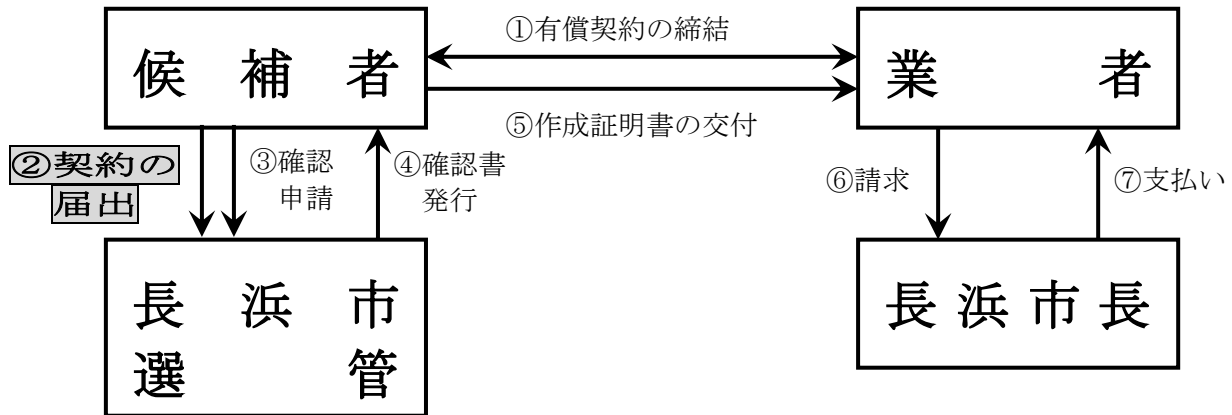 ①有償契約の締結
候補者
業者
⑤作成証明書の交付
②契約の
届出
③確認
申請
④確認書
発行
⑥請求
⑦支払い
長浜市
選管
長浜市長